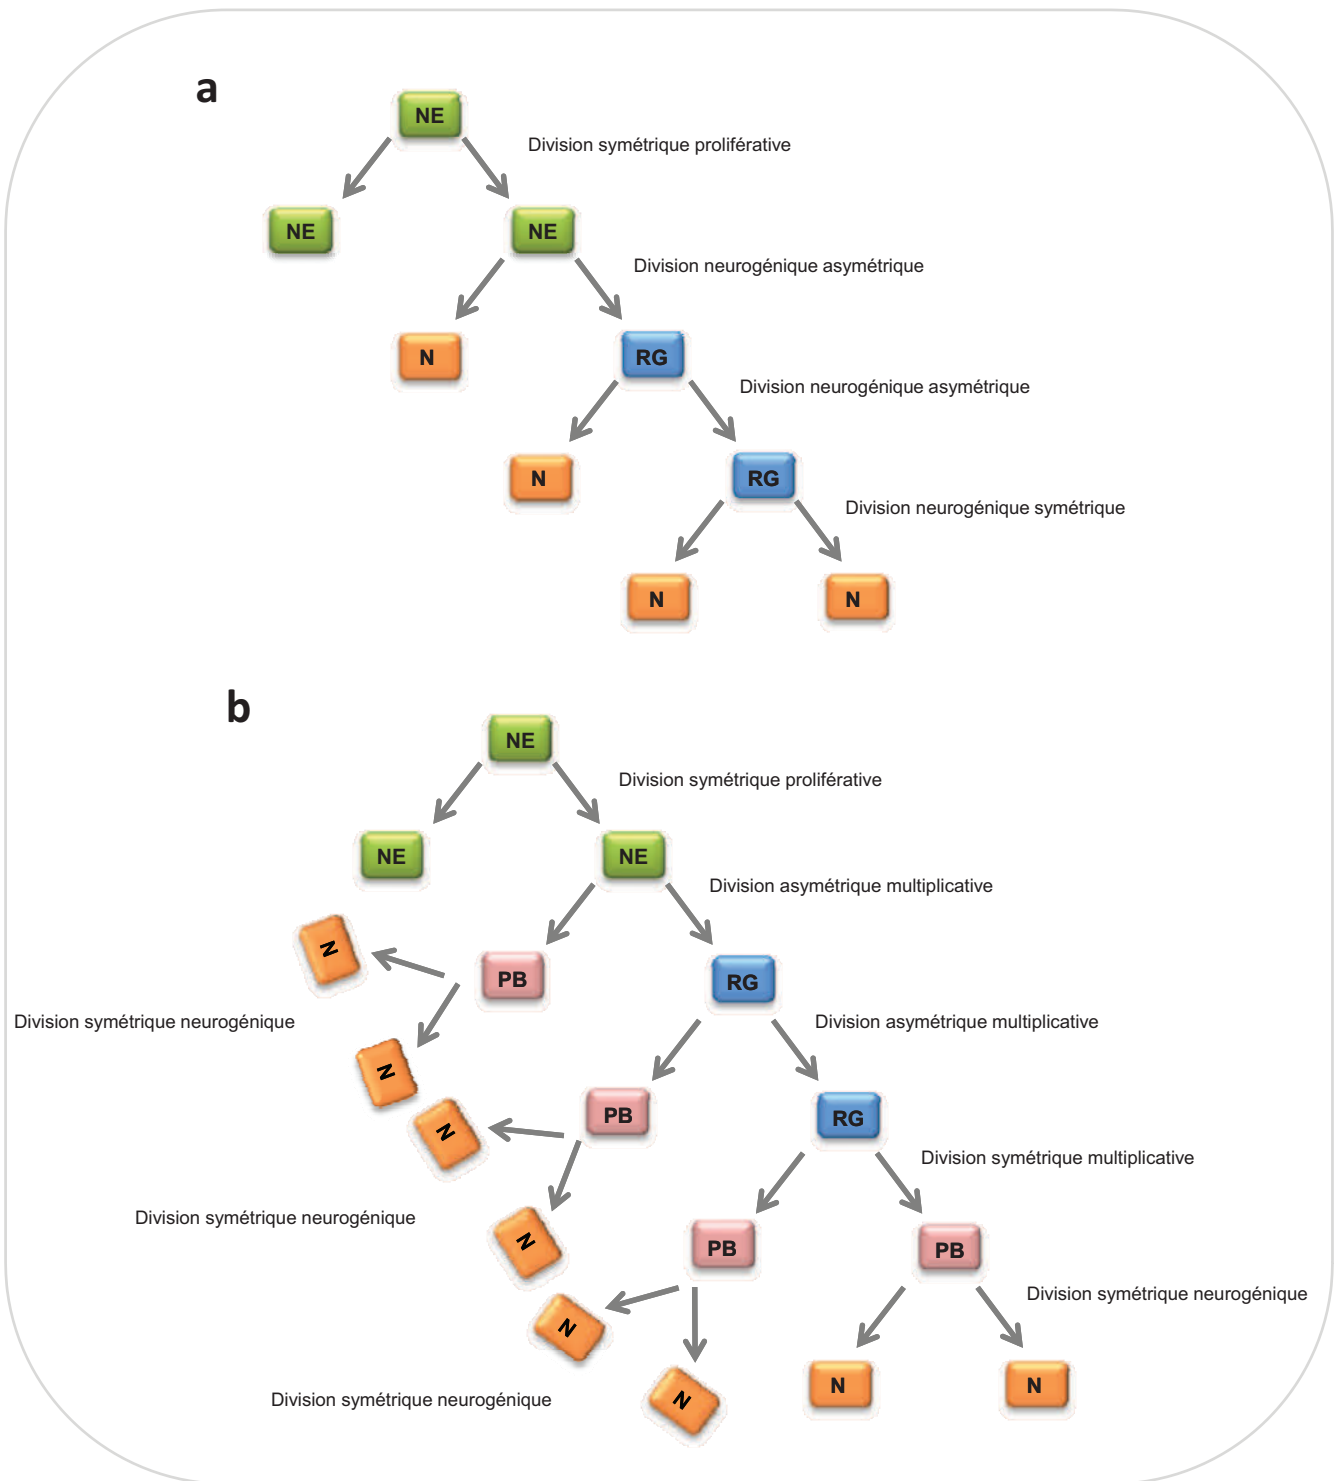 a
NE
Division symétrique proliférative
NE
NE
Division neurogénique asymétrique
N
RG
Division neurogénique asymétrique
N
RG
Division neurogénique symétrique
N
N
b
NE
Division symétrique proliférative
NE
NE
Division asymétrique multiplicative
N
PB
RG
Division symétrique neurogénique
Division asymétrique multiplicative
N
N
PB
RG
Division symétrique multiplicative
Division symétrique neurogénique
N
PB
PB
Division symétrique neurogénique
N
N
N
Division symétrique neurogénique
N